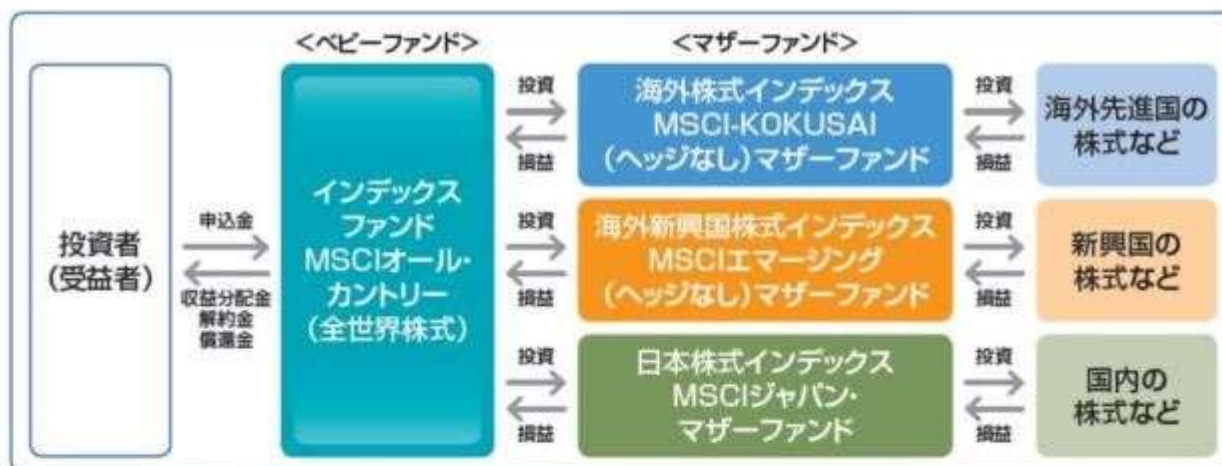 <ベビーファンド>
<マザーファンド>
投資者
(受益者)
申込金
収益分配金
解約金
償還金
インデックス
ファンド
MSCIオール・
カントリー
(全世界株式)
投資
損益
海外株式インデックス
MSCI-KOKUSAI
(ヘッジなし)マザーファンド
投資
損益
海外先進国の
株式など
投資
損益
海外新興国株式インデックス
MSCIエマージング
(ヘッジなし)マザーファンド
投資
損益
新興国の
株式など
投資
損益
日本株式インデックス
MSCIジャパン・
マザーファンド
投資
損益
国内の
株式など